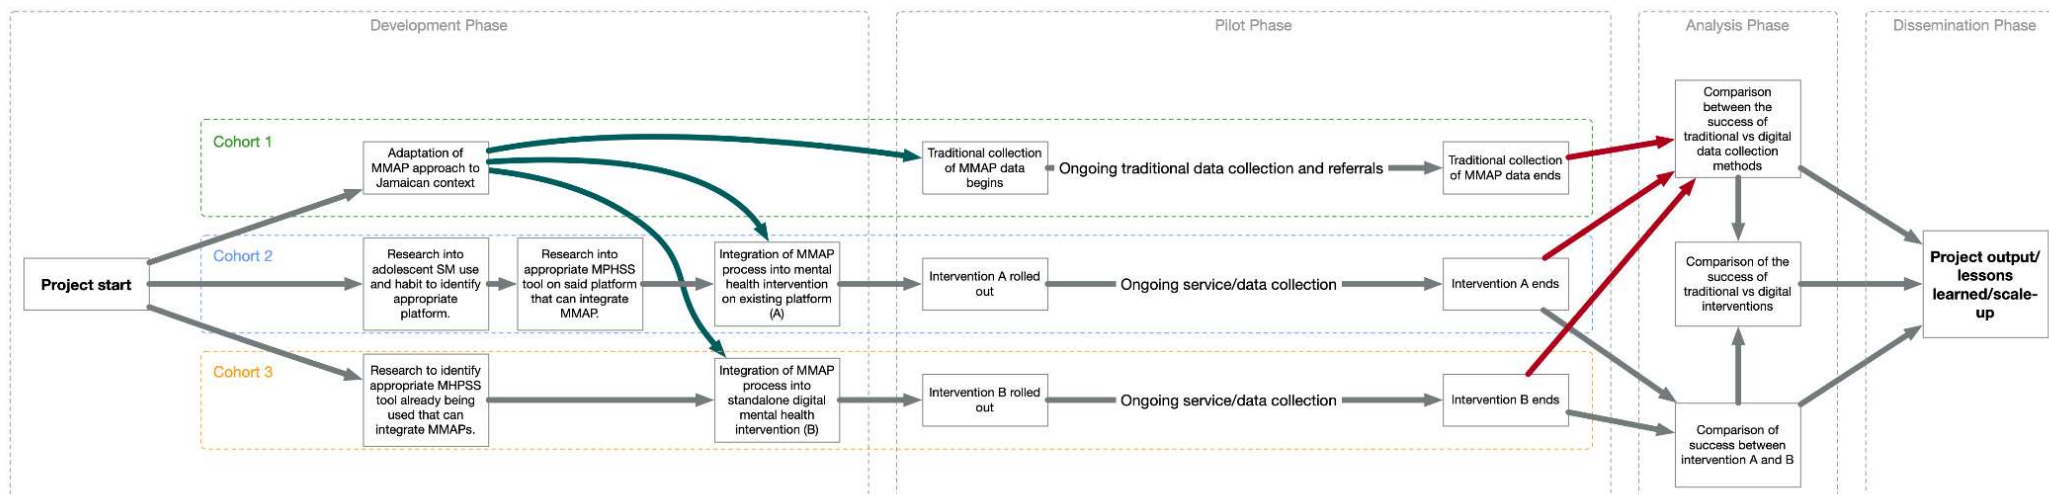 Development Phase
Pilot Phase
Analysis Phase
Dissemination Phase
Cohort 1
Adaptation of
MMAP approach to
Jamaican context
Traditional collection
of MMAP data
begins
Ongoing traditional data collection and referrals
Traditional collection
of MMAP data ends
Comparison
between the
success of
traditional vs digital
data collection
methods
Project start
Cohort 2
Research into
adolescent SM use
and habit to identify
appropriate
platform.
Research into
appropriate MPHSS
tool on said platform
that can integrate
MMAP.
Integration of MMAP
process into mental
health intervention
on existing platform
(A)
Intervention A rolled
out
Ongoing service/data collection
Intervention A ends
Comparison of the
success of
traditional vs digital
interventions
Project output/
lessons
learned/scale-
up
Cohort 3
Research to identify
appropriate MHPSS
tool already being
used that can
integrate MMAPs.
Integration of MMAP
process into
standalone digital
mental health
intervention (B)
Intervention B rolled
out
Ongoing service/data collection
Intervention B ends
Comparison of
success between
intervention A and B